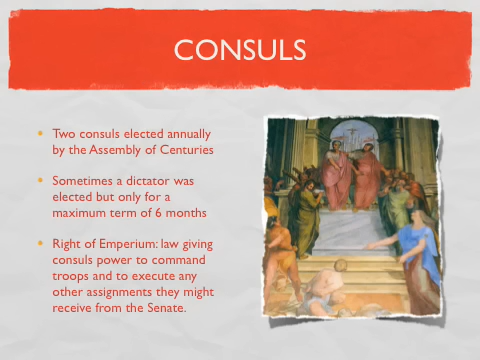 CONSULS
Two consuls elected annually
by the Assembly of Centuries
Sometimes a dictator was
elected but only for a
maximum term of 6 months
Right of Emperium: law giving
consuls power to command
troops and to execute any
other assignments they might
receive from the Senate.